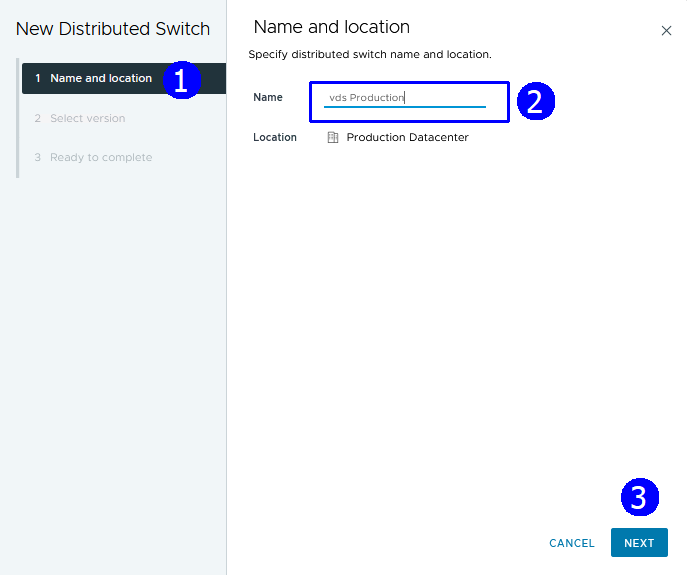 New Distributed Switch
1 Name and location
1
2 Select version
3 Ready to complete
Name and location
Specify distributed switch name and location.
Name
vds Production
2
Location
Production Datacenter
3
CANCEL
NEXT